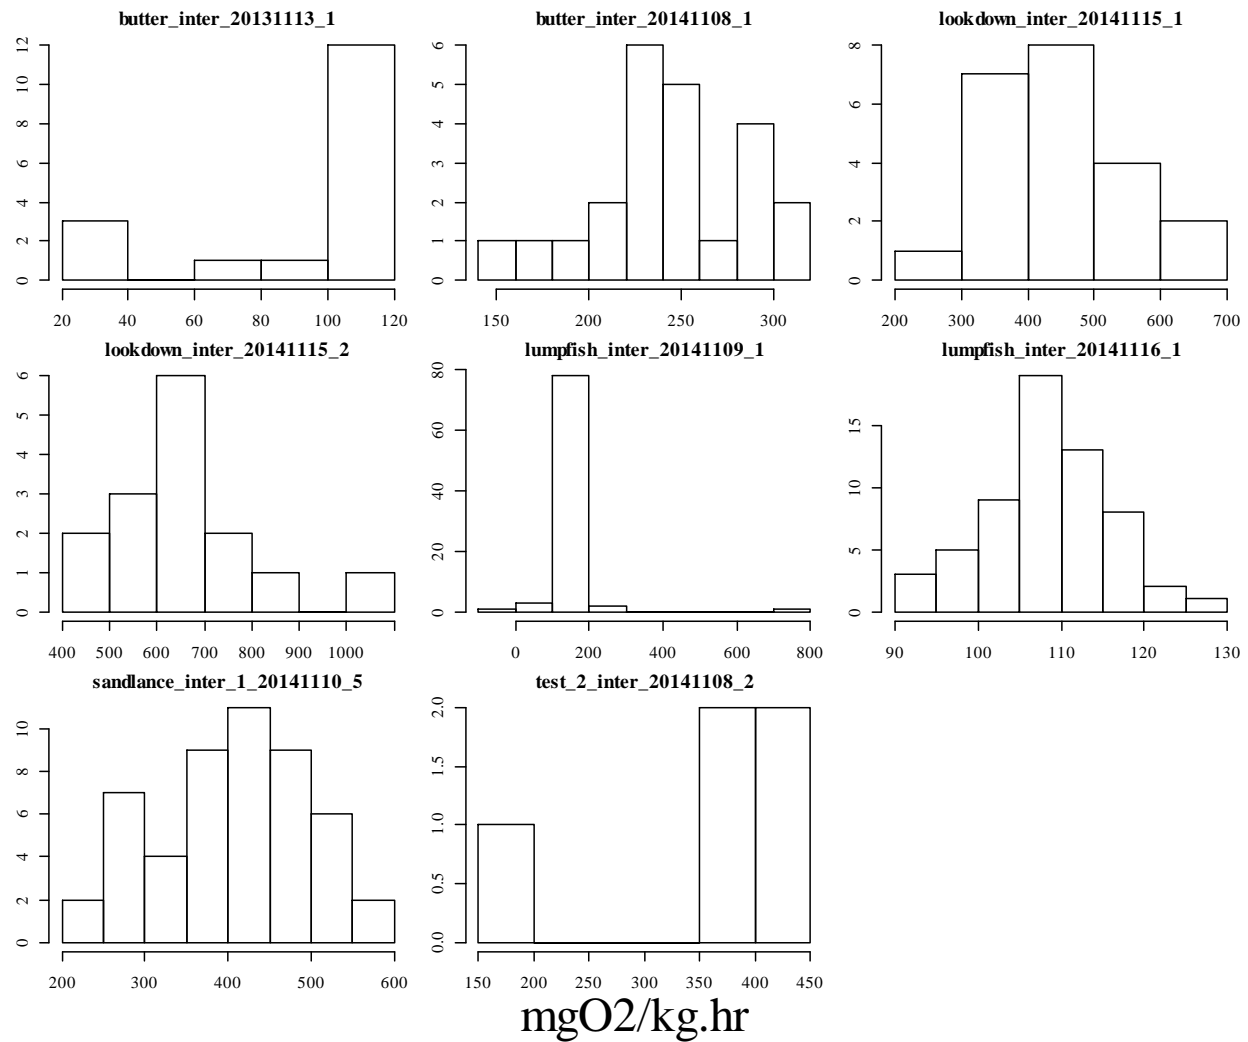 butter_inter_20131113_1
0 2 4 6 8 10 12
20 40 60 80 100 120
butter_inter_20141108_1
0 1 2 3 4 5 6
150 200 250 300
lookdown_inter_20141115_1
0 2 4 6 8
200 300 400 500 600 700
lookdown_inter_20141115_2
0 1 2 3 4 5 6
400 500 600 700 800 900 1000
lumpfish_inter_20141109_1
0 20 40 60 80
0 200 400 600 800
lumpfish_inter_20141116_1
0 5 10 15
90 100 110 120 130
sandlance_inter_1_20141110_5
0 2 4 6 8 10
200 300 400 500 600
test_2_inter_20141108_2
0.0 0.5 1.0 1.5 2.0
150 200 250 300 350 400 450
mgO2/kg.hr